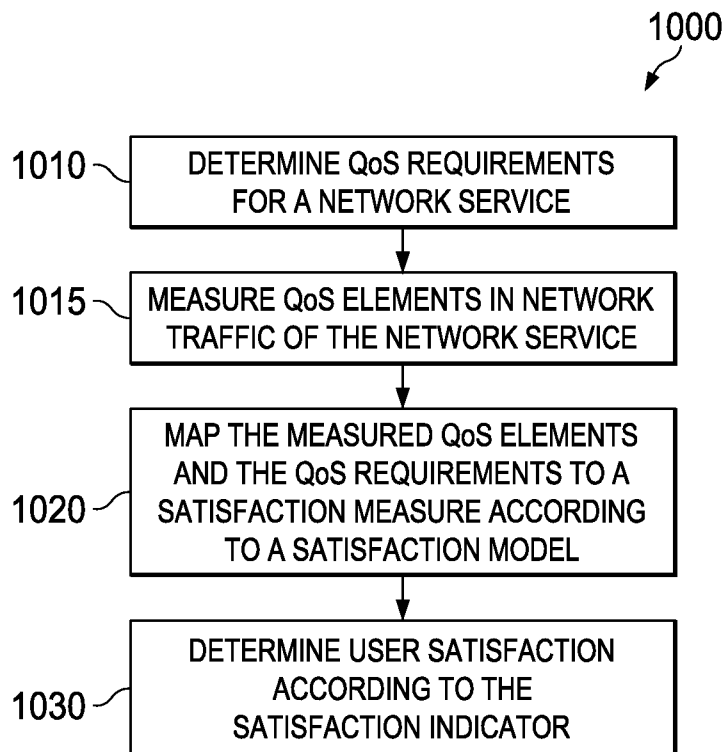 1000
1010
DETERMINE QoS REQUIREMENTS
FOR A NETWORK SERVICE
1015
MEASURE QoS ELEMENTS IN NETWORK
TRAFFIC OF THE NETWORK SERVICE
1020
MAP THE MEASURED QoS ELEMENTS
AND THE QoS REQUIREMENTS TO A
SATISFACTION MEASURE ACCORDING
TO A SATISFACTION MODEL
1030
DETERMINE USER SATISFACTION
ACCORDING TO THE
SATISFACTION INDICATOR